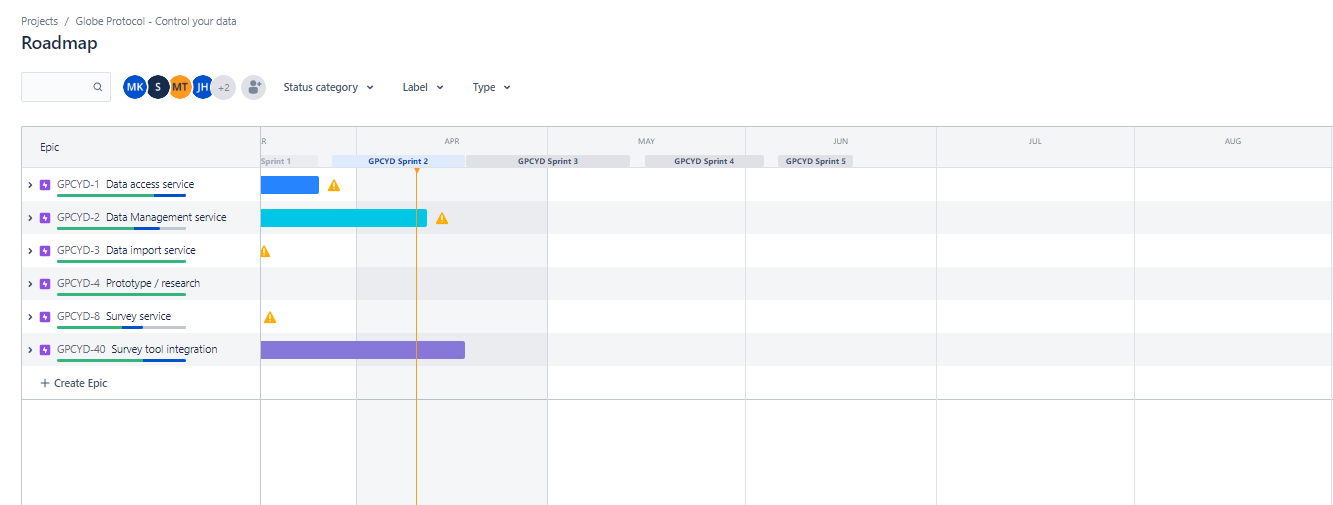 Projects / Globe Protocol - Control your data
Roadmap
MK S MT JH +2 Status category Label Type
Epic
R APR MAY JUN JUL AUG
Sprint 1 GPCYD Sprint 2 GPCYD Sprint 3 GPCYD Sprint 4 GPCYD Sprint 5
GPCYD-1 Data access service
GPCYD-2 Data Management service
GPCYD-3 Data import service
GPCYD-4 Prototype / research
GPCYD-8 Survey service
GPCYD-40 Survey tool integration
+ Create Epic